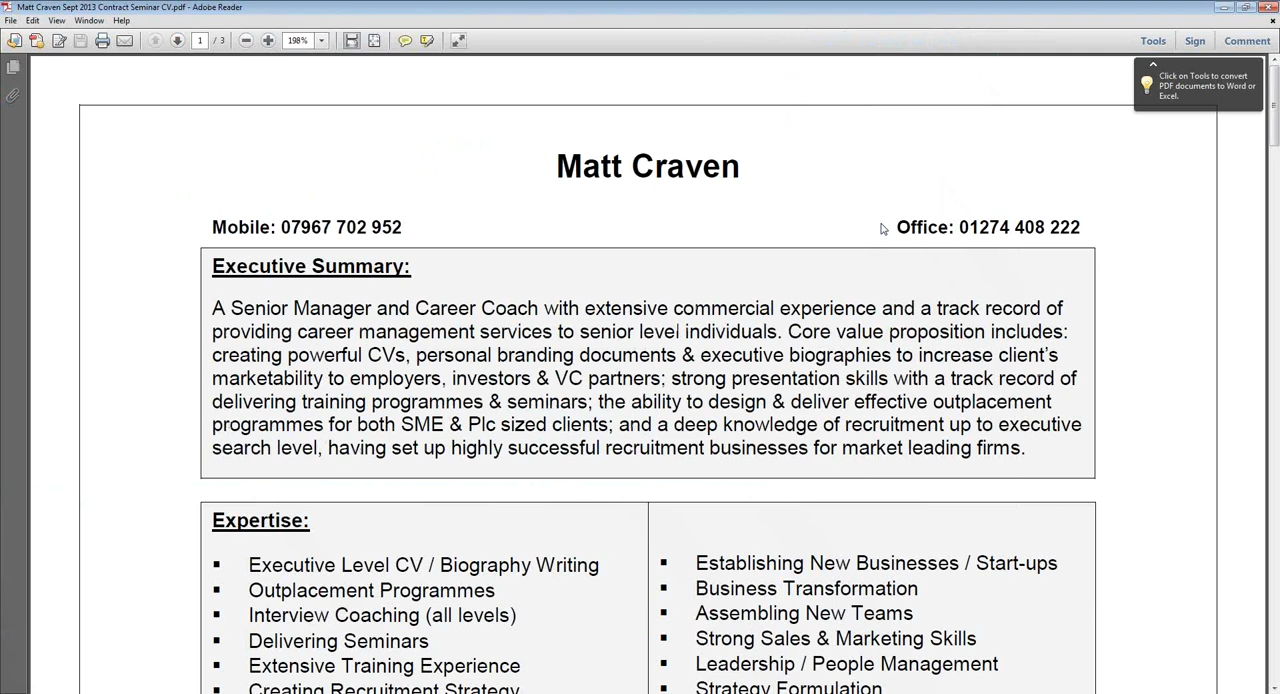 Matt Craven Sept 2013 Contract Seminar CV.pdf - Adobe Reader
File Edit View Window Help
1 / 3 198% Tools Sign Comment
Click on Tools to convert
PDF documents to Word or
Excel.
Matt Craven
Mobile: 07967 702 952 Office: 01274 408 222
Executive Summary:
A Senior Manager and Career Coach with extensive commercial experience and a track record of
providing career management services to senior level individuals. Core value proposition includes:
creating powerful CVs, personal branding documents & executive biographies to increase client's
marketability to employers, investors & VC partners; strong presentation skills with a track record of
delivering training programmes & seminars; the ability to design & deliver effective outplacement
programmes for both SME & Plc sized clients; and a deep knowledge of recruitment up to executive
search level, having set up highly successful recruitment businesses for market leading firms.
Expertise:
▪ Executive Level CV / Biography Writing
▪ Outplacement Programmes
▪ Interview Coaching (all levels)
▪ Delivering Seminars
▪ Extensive Training Experience
Creating Recruitment Strategy
▪ Establishing New Businesses / Start-ups
▪ Business Transformation
▪ Assembling New Teams
▪ Strong Sales & Marketing Skills
▪ Leadership / People Management
Strategy Formulation